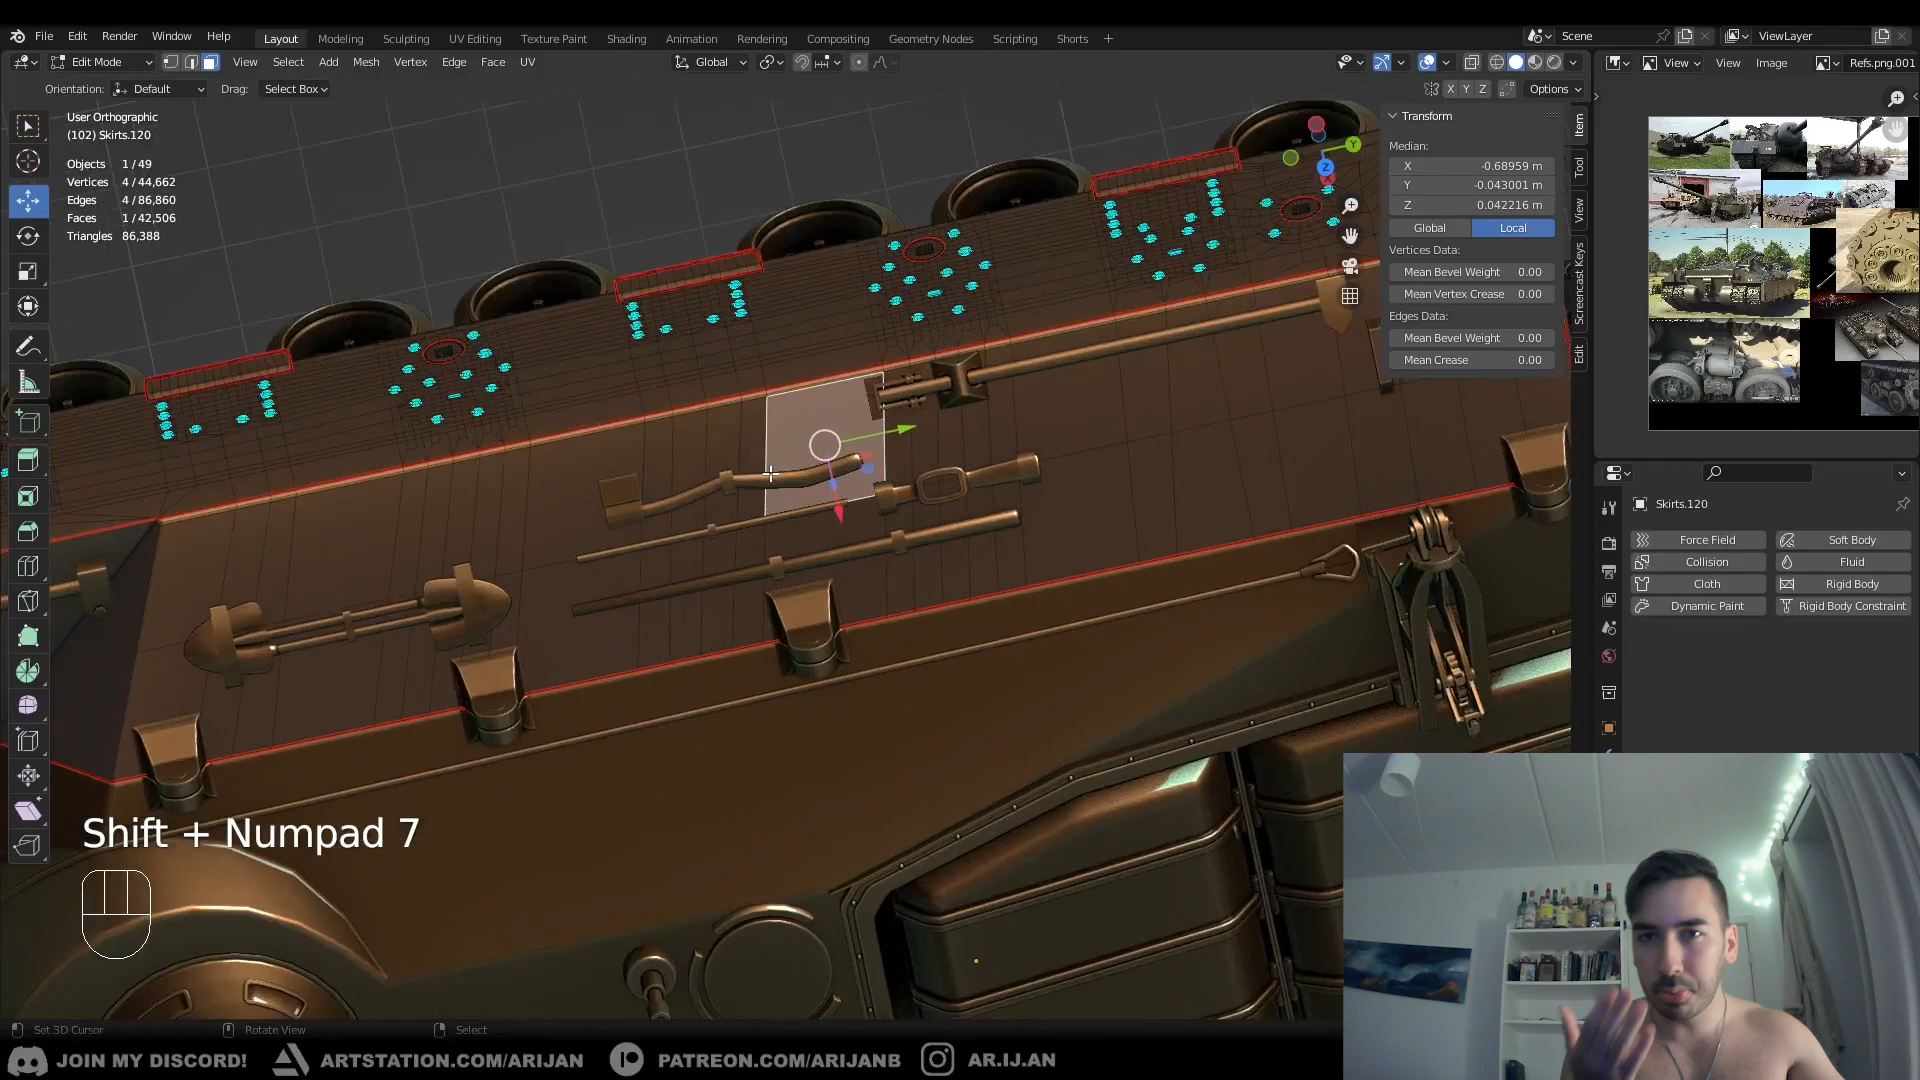 File Edit Render Window Help Layout Modeling Sculpting UV Editing Texture Paint Shading Animation Rendering Compositing Geometry Nodes Scripting Shorts + Scene ViewLayer
Edit Mode View Select Add Mesh Vertex Edge Face UV Global View View Image Refs.png.001
Orientation: Default Drag: Select Box X Y Z Options
User Orthographic
(102) Skirts.120
Objects 1 / 49
Vertices 4 / 44,662
Edges 4 / 86,860
Faces 1 / 42,506
Triangles 86,388
Y
Z
Transform
Median:
X -0.68959 m
Y -0.043001 m
Z 0.042216 m
Global Local
Vertices Data:
Mean Bevel Weight 0.00
Mean Vertex Crease 0.00
Edges Data:
Mean Bevel Weight 0.00
Mean Crease 0.00
Item
Tool
View
Screencast Keys
Edit
Skirts.120
Force Field Soft Body
Collision Fluid
Cloth Rigid Body
Dynamic Paint Rigid Body Constraint
Shift + Numpad 7
Set 3D Cursor Rotate View Select
JOIN MY DISCORD! ARTSTATION.COM/ARIJAN PATREON.COM/ARIJANB AR.IJ.AN